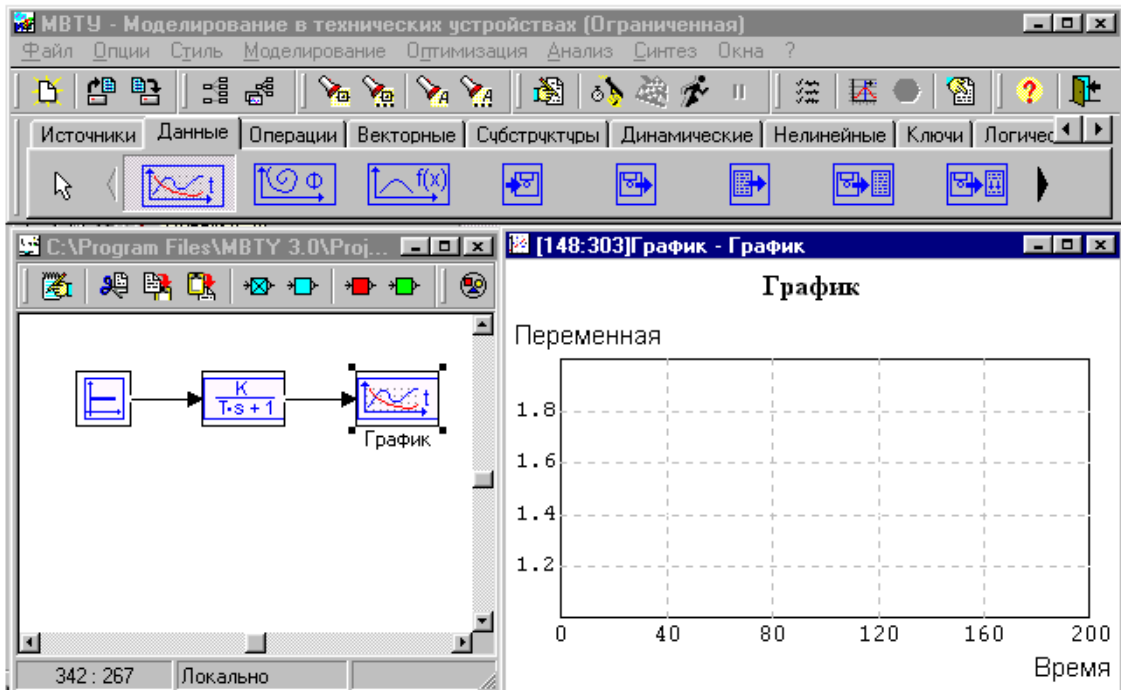 МВТУ - Моделирование в технических устройствах (Ограниченная)
Файл Опции Стиль Моделирование Оптимизация Анализ Синтез Окна ?
A A II ?
Источники Данные Операции Векторные Субструктуры Динамические Нелинейные Ключи Логичес
t Ф f(x)
C:\Program Files\MBTY 3.0\Proj...
[148:303]График - График
График
Переменная
K
T·s + 1
t
График
1.8
1.6
1.4
1.2
0 40 80 120 160 200
Время
342 : 267 Локально